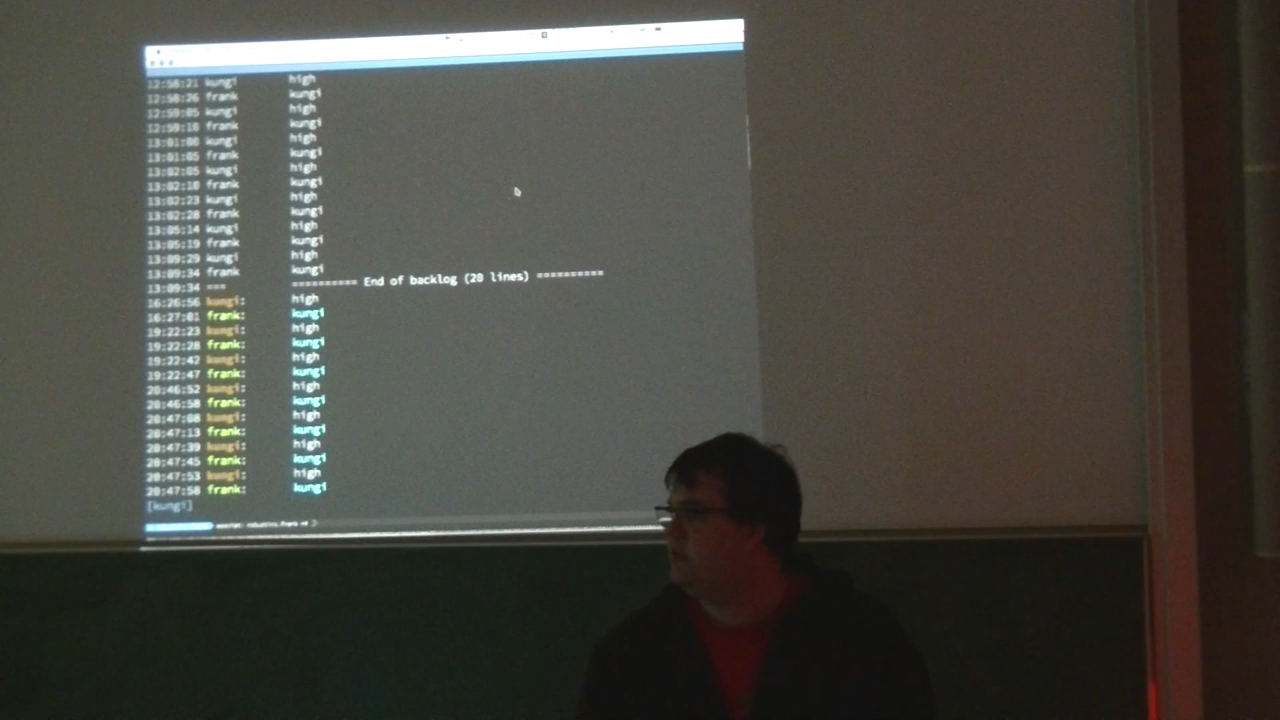 12:58:21 kungi high
12:58:26 frank kungi
12:59:05 kungi high
12:59:10 frank kungi
13:01:00 kungi high
13:01:05 frank kungi
13:02:05 kungi high
13:02:10 frank kungi
13:02:23 kungi high
13:02:28 frank kungi
13:05:14 kungi high
13:05:19 frank kungi
13:09:29 kungi high
13:09:34 frank kungi
13:09:34 === ========== End of backlog (20 lines) ==========
16:26:56 kungi: high
16:27:01 frank: kungi
19:22:23 kungi: high
19:22:28 frank: kungi
19:22:42 kungi: high
19:22:47 frank: kungi
20:46:52 kungi: high
20:46:58 frank: kungi
20:47:08 kungi: high
20:47:13 frank: kungi
20:47:39 kungi: high
20:47:45 frank: kungi
20:47:53 kungi: high
20:47:58 frank: kungi
[kungi]